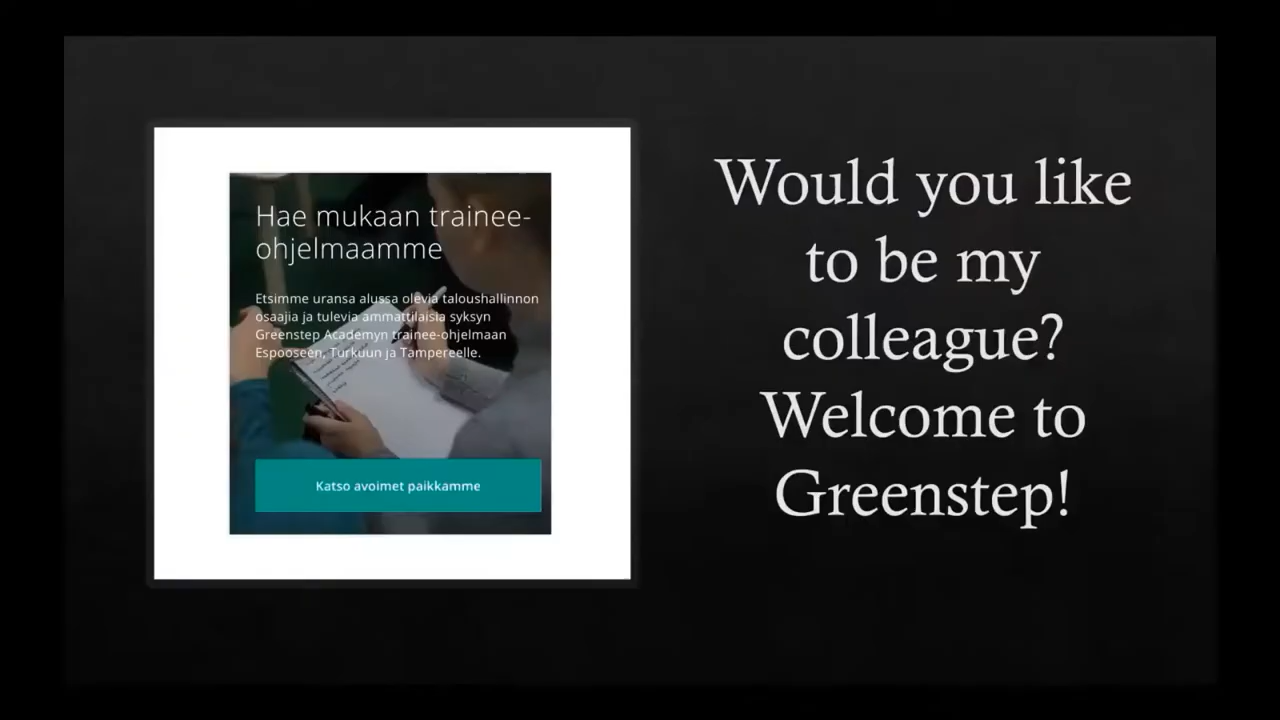 Hae mukaan trainee-
ohjelmaamme
Etsimme uransa alussa olevia taloushallinnon
osaajia ja tulevia ammattilaisia syksyn
Greenstep Academyn trainee-ohjelmaan
Espooseen, Turkuun ja Tampereelle.
Katso avoimet paikkamme
Would you like
to be my
colleague?
Welcome to
Greenstep!